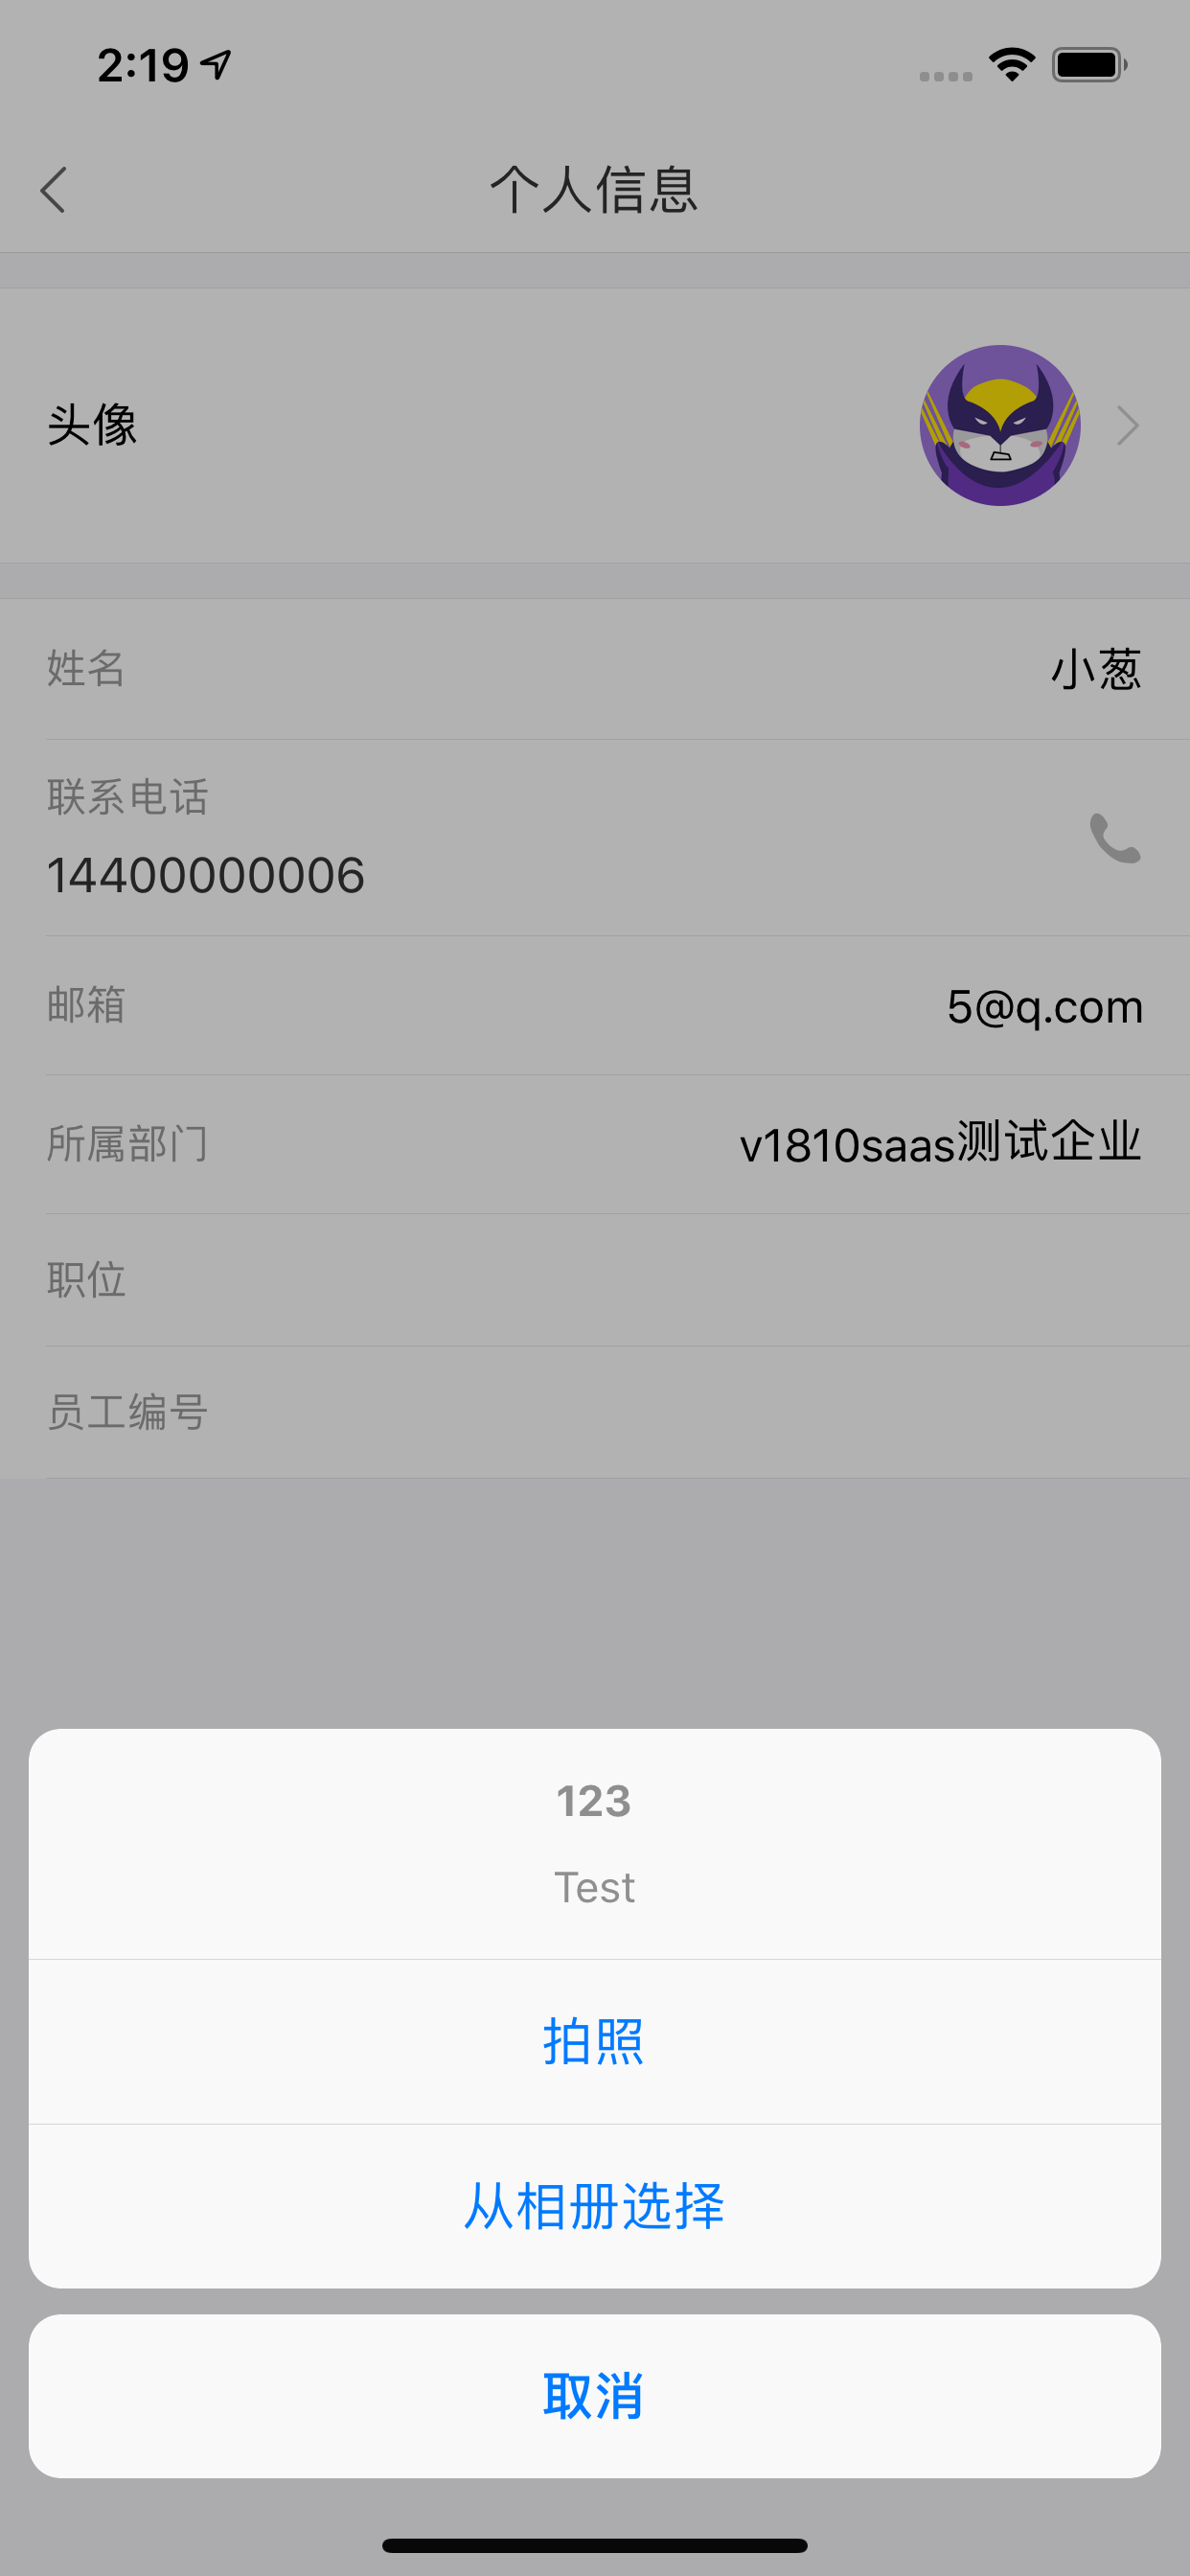 2:19
个人信息
头像
姓名
小葱
联系电话
14400000006
邮箱
5@q.com
所属部门
v1810saas测试企业
职位
员工编号
123
Test
拍照
从相册选择
取消